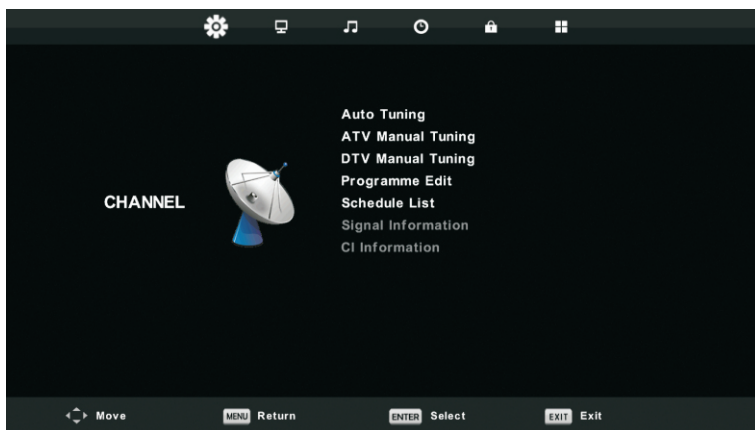 Auto Tuning
ATV Manual Tuning
DTV Manual Tuning
Programme Edit
CHANNEL
Schedule List
Signal Information
CI Information
Move MENU Return ENTER Select EXIT Exit